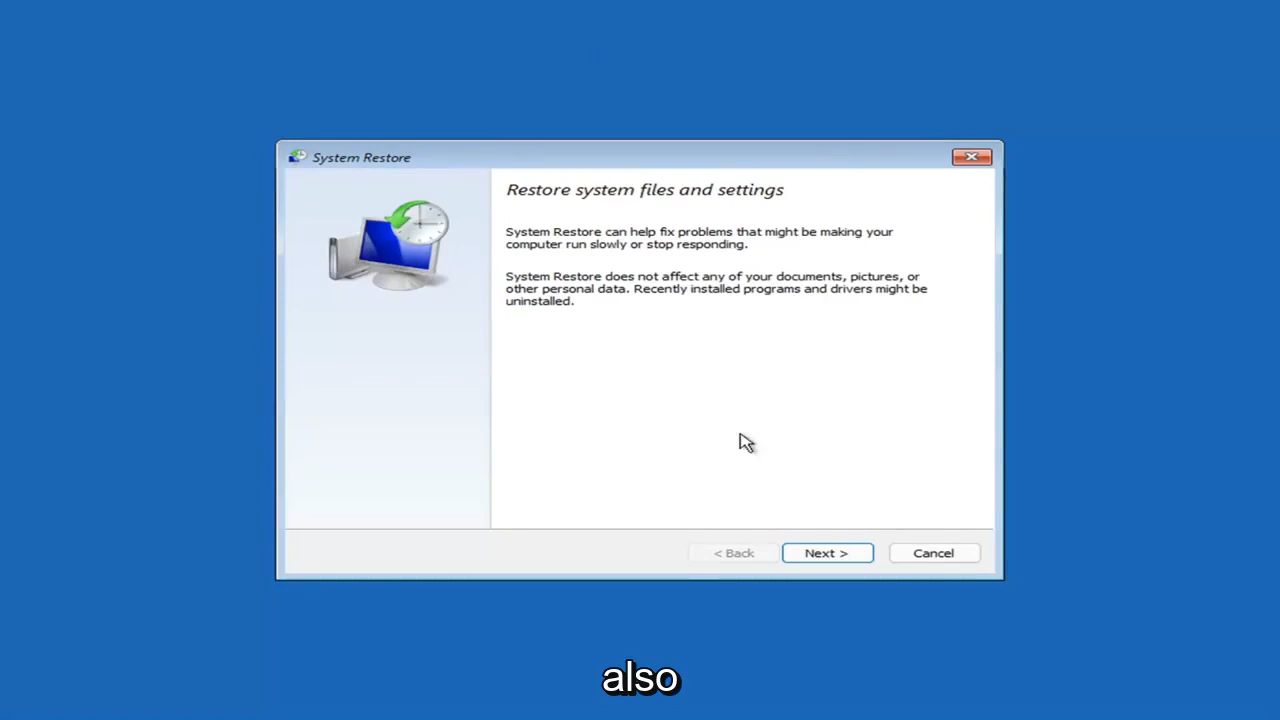 System Restore
Restore system files and settings
System Restore can help fix problems that might be making your
computer run slowly or stop responding.
System Restore does not affect any of your documents, pictures, or
other personal data. Recently installed programs and drivers might be
uninstalled.
< Back
Next >
Cancel
also